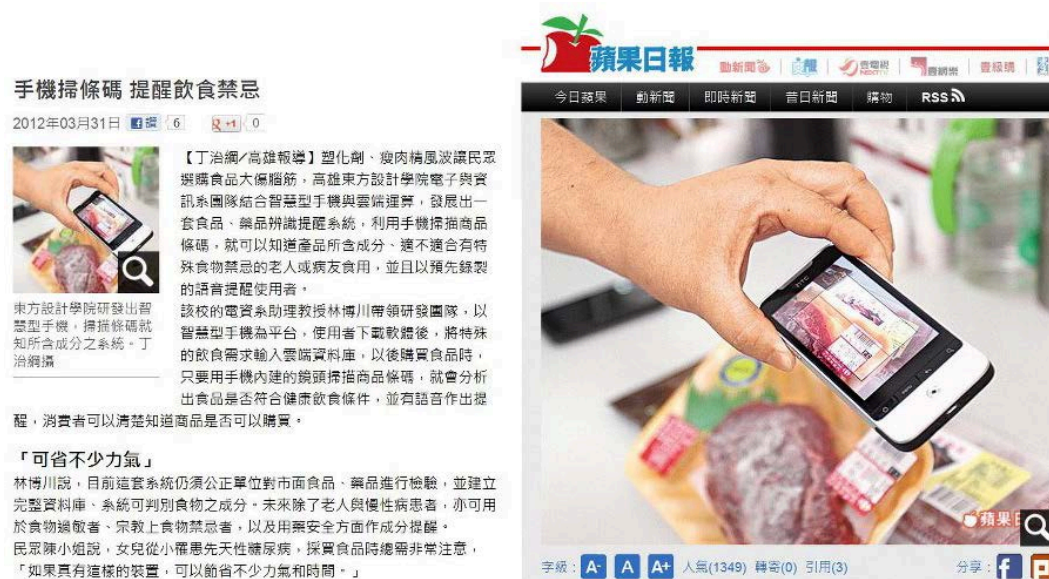 手機掃條碼 提醒飲食禁忌
2012年03月31日 讚 6 +1 0
【丁治綱/高雄報導】塑化劑、瘦肉精風波讓民眾
選購食品大傷腦筋，高雄東方設計學院電子與資
訊系團隊結合智慧型手機與雲端運算，發展出一
套食品、藥品辨識提醒系統，利用手機掃描商品
條碼，就可以知道產品所含成分、適不適合有特
殊食物禁忌的老人或病友食用，並且以預先錄製
的語音提醒使用者。
東方設計學院研發出智
慧型手機，掃描條碼就
知所含成分之系統。丁
治綱攝
該校的電資系助理教授林博川帶領研發團隊，以
智慧型手機為平台，使用者下載軟體後，將特殊
的飲食需求輸入雲端資料庫，以後購買食品時，
只要用手機內建的鏡頭掃描商品條碼，就會分析
出食品是否符合健康飲食條件，並有語音作出提
醒，消費者可以清楚知道商品是否可以購買。
「可省不少力氣」
林博川說，目前這套系統仍須公正單位對市面食品、藥品進行檢驗，並建立
完整資料庫、系統可判別食物之成分。未來除了老人與慢性病患者，亦可用
於食物過敏者、宗教上食物禁忌者，以及用藥安全方面作成分提醒。
民眾陳小姐說，女兒從小罹患先天性糖尿病，採買食品時總需非常注意，
「如果真有這樣的裝置，可以節省不少力氣和時間。」
蘋果日報
動新聞 壹電視 NEXTTV 壹網樂 壹級棒
今日蘋果 動新聞 即時新聞 昔日新聞 購物 RSS
hTC
蘋果
字級： A- A A+ 人氣(1349) 轉寄(0) 引用(3) 分享：